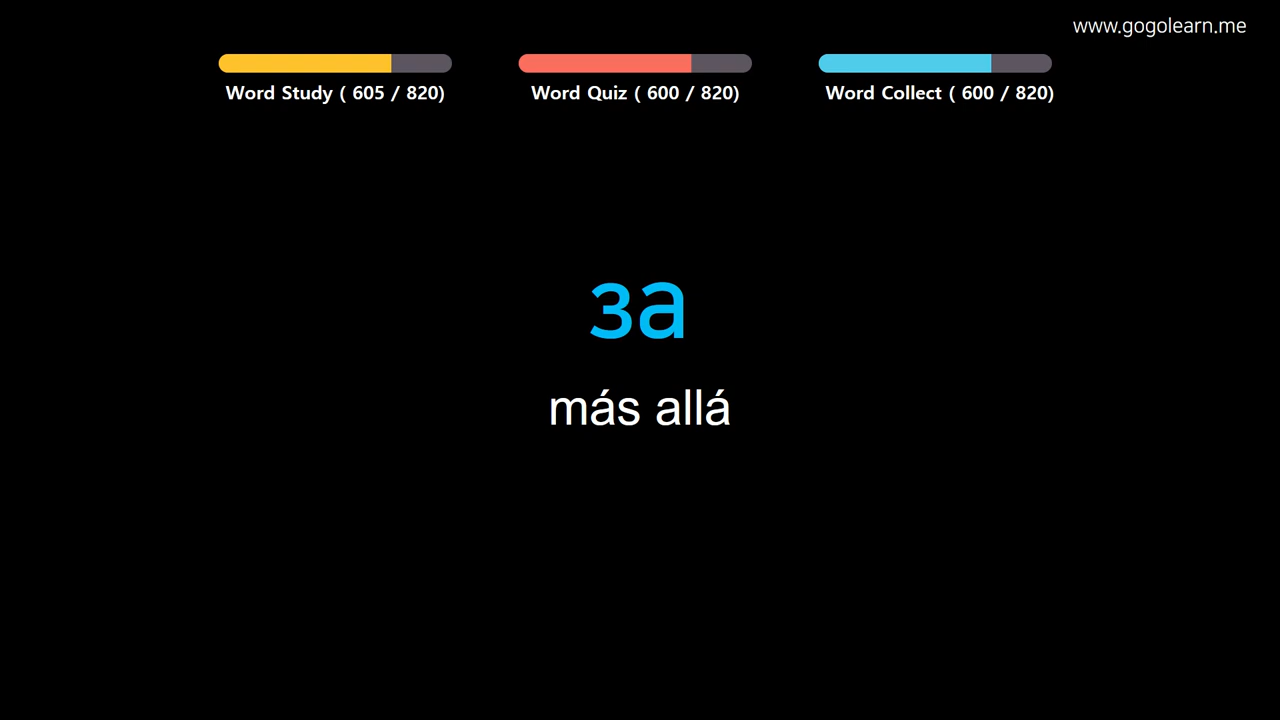 www.gogolearn.me
Word Study ( 605 / 820)
Word Quiz ( 600 / 820)
Word Collect ( 600 / 820)
за
más allá